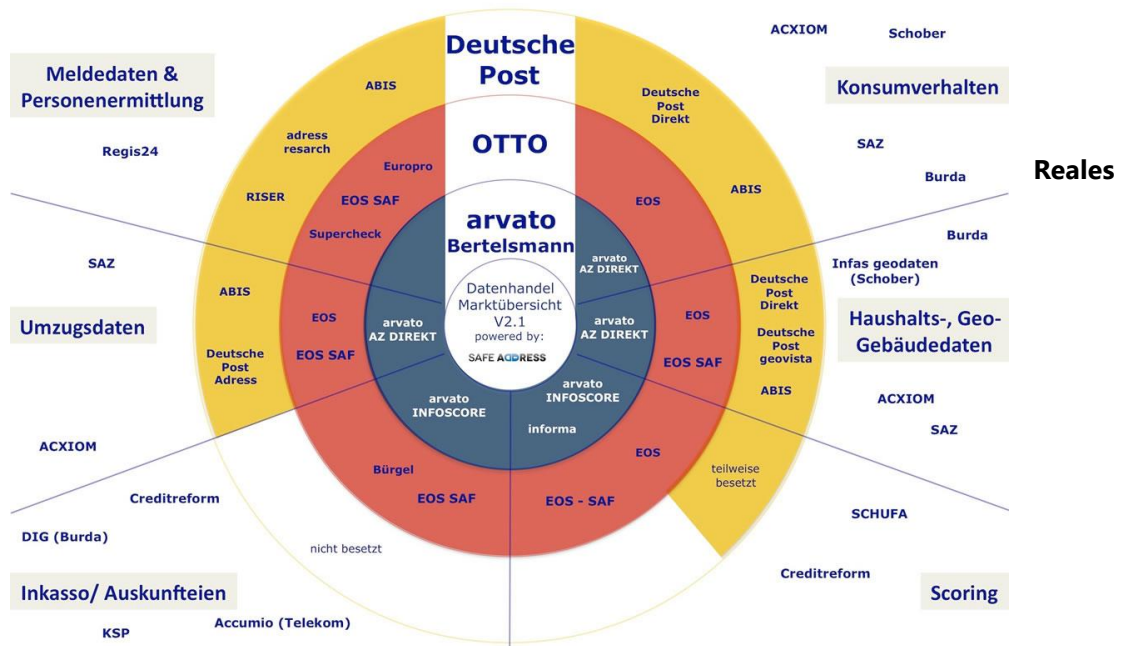 Deutsche
Post
OTTO
arvato
Bertelsmann
Datenhandel
Marktübersicht
V2.1
powered by:
SAFE ADDRESS
Meldedaten &
Personenermittlung
Regis24
ABIS
adress
resarch
RISER
Europro
EOS SAF
Supercheck
SAZ
Umzugsdaten
ACXIOM
ABIS
Deutsche
Post
Adress
EOS
EOS SAF
arvato
AZ DIREKT
Creditreform
DIG (Burda)
Inkasso/ Auskunfteien
KSP
Accumio (Telekom)
nicht besetzt
Bürgel
EOS SAF
arvato
INFOSCORE
ACXIOM
Schober
Konsumverhalten
SAZ
Burda
Deutsche
Post
Direkt
ABIS
EOS
arvato
AZ DIREKT
Reales
Burda
Infas geodaten
(Schober)
Haushalts-, Geo-
Gebäudedaten
ACXIOM
SAZ
Deutsche
Post
Direkt
Deutsche
Post
geovista
ABIS
EOS
EOS SAF
arvato
AZ DIREKT
arvato
INFOSCORE
informa
EOS
EOS - SAF
teilweise
besetzt
SCHUFA
Creditreform
Scoring